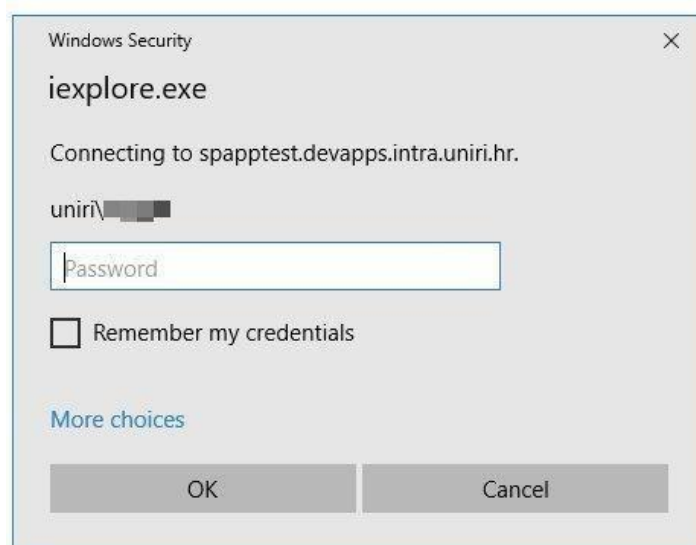 Windows Security
iexplore.exe
Connecting to spapptest.devapps.intra.uniri.hr.
uniri\
Password
Remember my credentials
More choices
OK
Cancel